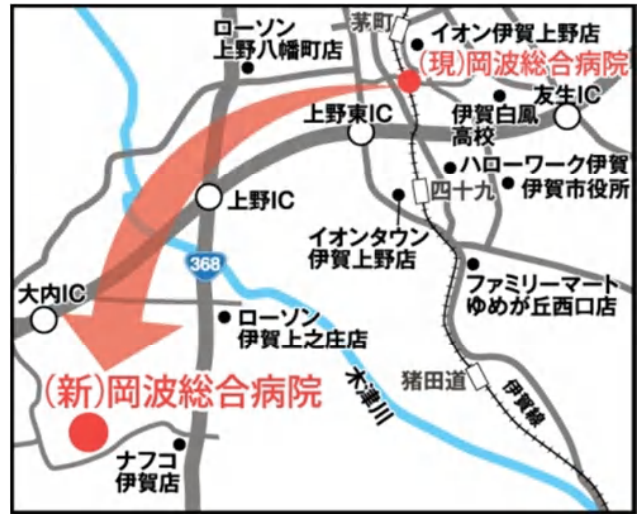 ローソン
上野八幡町店
茅町
イオン伊賀上野店
(現)岡波総合病院
伊賀白鳳
高校
友生IC
上野東IC
ハローワーク伊賀
伊賀市役所
四十九
上野IC
イオンタウン
伊賀上野店
368
ファミリーマート
ゆめが丘西口店
大内IC
ローソン
伊賀上之庄店
木津川
猪田道
伊賀線
(新)岡波総合病院
ナフコ
伊賀店